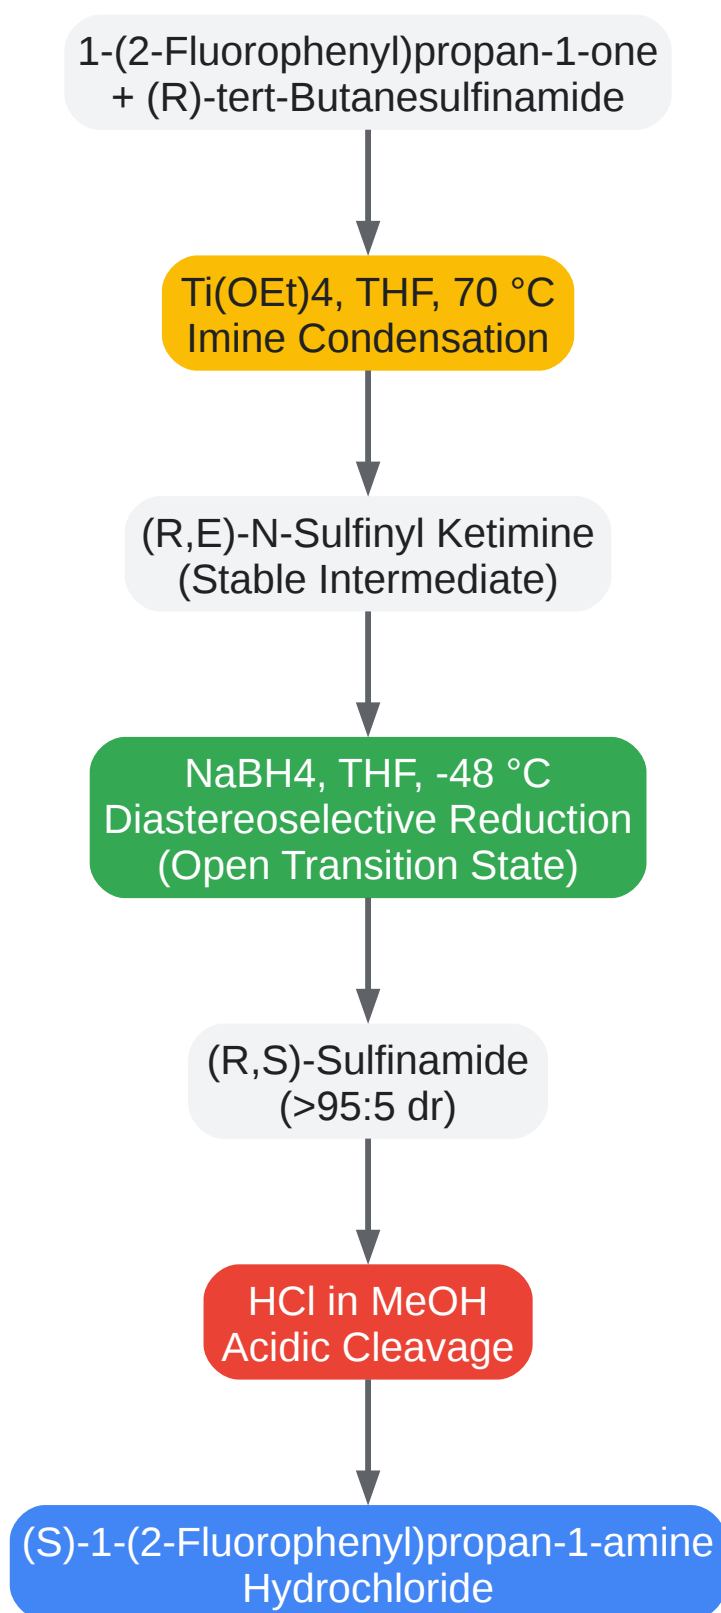 1-(2-Fluorophenyl)propan-1-one
+ (R)-tert-Butanesulfinamide
Ti(OEt)4, THF, 70 °C
Imine Condensation
(R,E)-N-Sulfinyl Ketimine
(Stable Intermediate)
NaBH4, THF, -48 °C
Diastereoselective Reduction
(Open Transition State)
(R,S)-Sulfinamide
(>95:5 dr)
HCl in MeOH
Acidic Cleavage
(S)-1-(2-Fluorophenyl)propan-1-amine
Hydrochloride